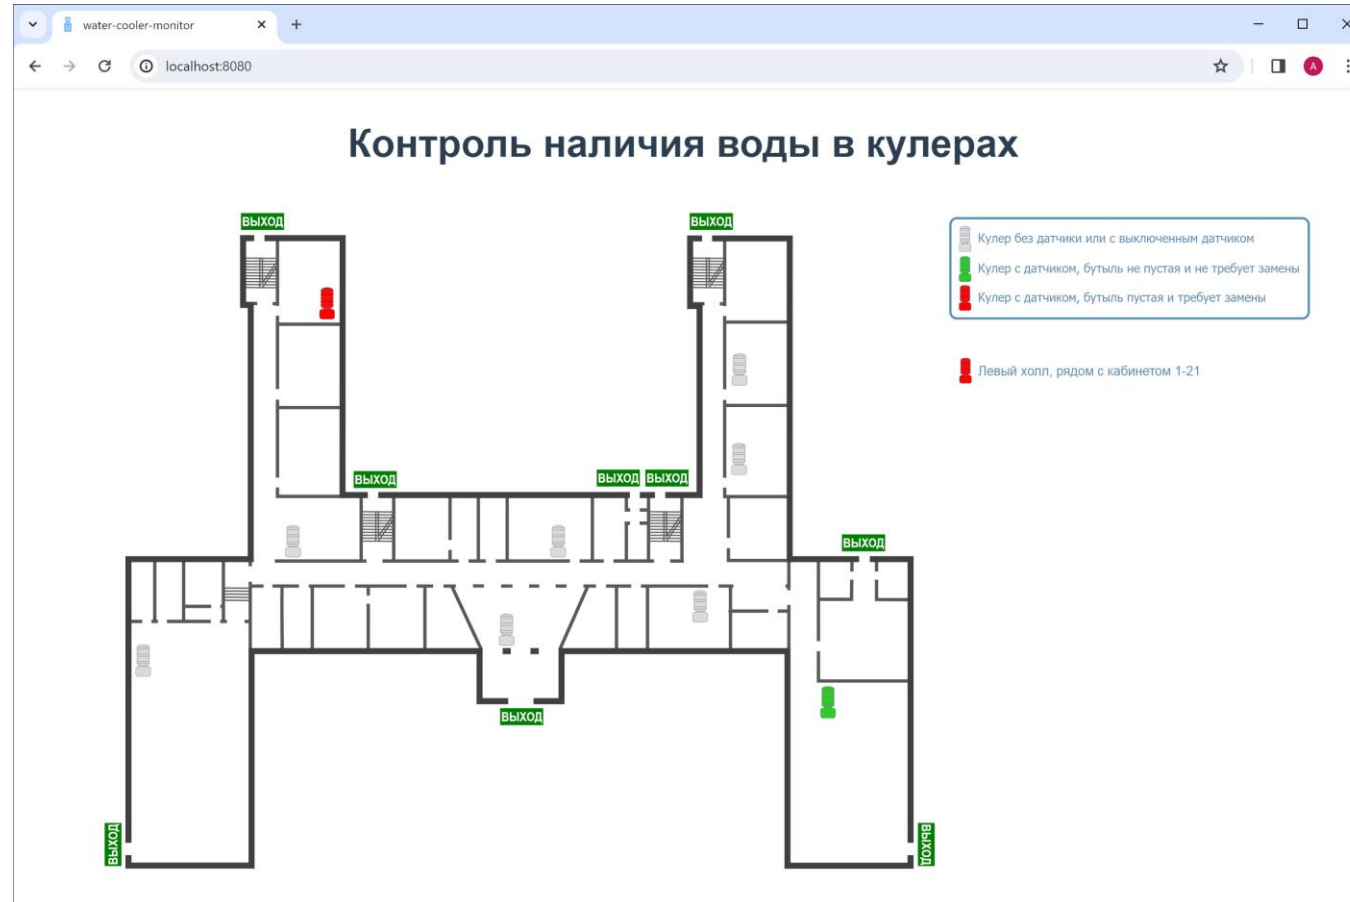 water-cooler-monitor
localhost:8080
A
Контроль наличия воды в кулерах
ВЫХОД
ВЫХОД
Кулер без датчики или с выключенным датчиком
Кулер с датчиком, бутыль не пустая и не требует замены
Кулер с датчиком, бутыль пустая и требует замены
Левый холл, рядом с кабинетом 1-21
ВЫХОД
ВЫХОД
ВЫХОД
ВЫХОД
ВЫХОД
ВЫХОД
ВЫХОД